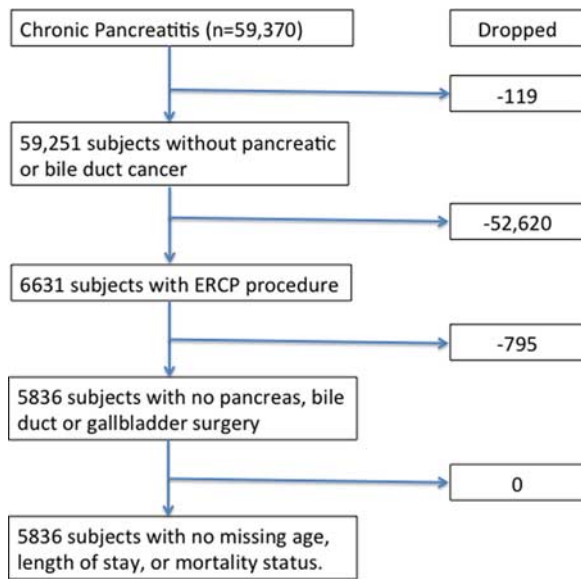 Chronic Pancreatitis (n=59,370)
Dropped
-119
59,251 subjects without pancreatic
or bile duct cancer
-52,620
6631 subjects with ERCP procedure
-795
5836 subjects with no pancreas, bile
duct or gallbladder surgery
0
5836 subjects with no missing age,
length of stay, or mortality status.